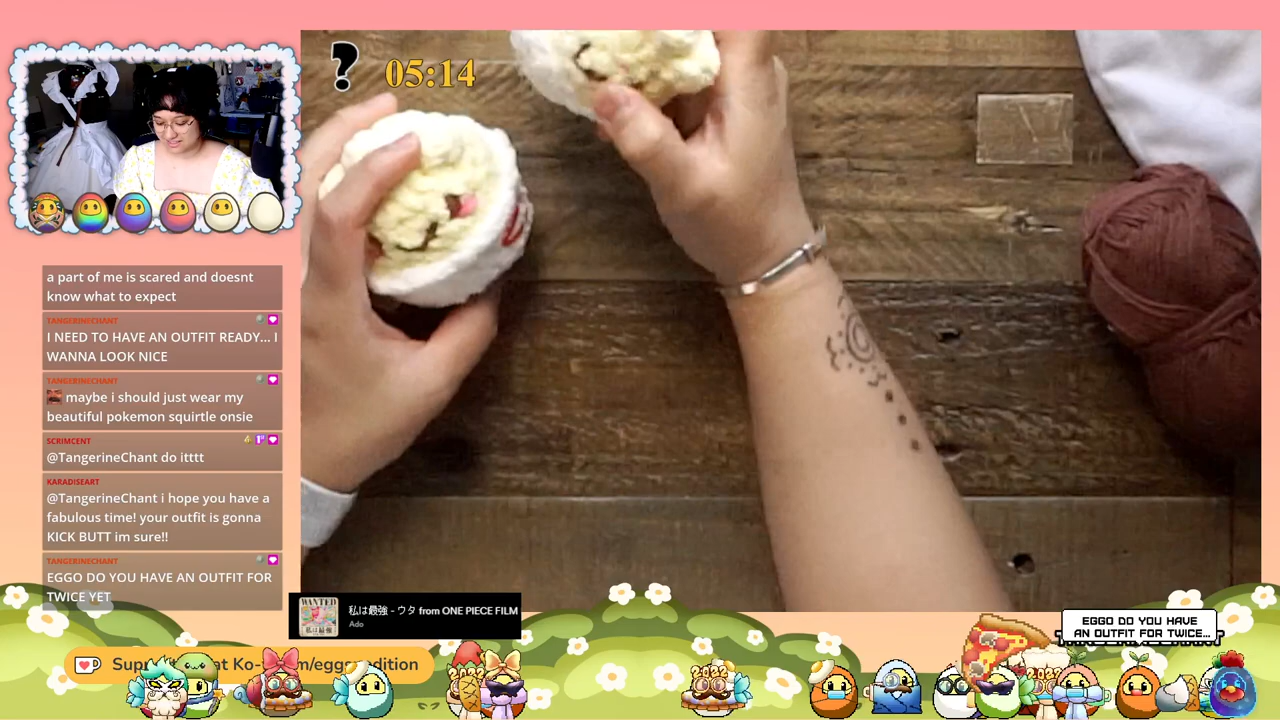 ? 05:14
a part of me is scared and doesnt
know what to expect
TANGERINECHANT
I NEED TO HAVE AN OUTFIT READY... I
WANNA LOOK NICE
TANGERINECHANT
maybe i should just wear my
beautiful pokemon squirtle onsie
SCRIMCENT
@TangerineChant do itttt
KARADISEART
@TangerineChant i hope you have a
fabulous time! your outfit is gonna
KICK BUTT im sure!!
TANGERINECHANT
EGGO DO YOU HAVE AN OUTFIT FOR
TWICE YET
WANTED
私は最強
私は最強 - ウタ from ONE PIECE FILM
Ado
EGGO DO YOU HAVE
AN OUTFIT FOR TWICE...